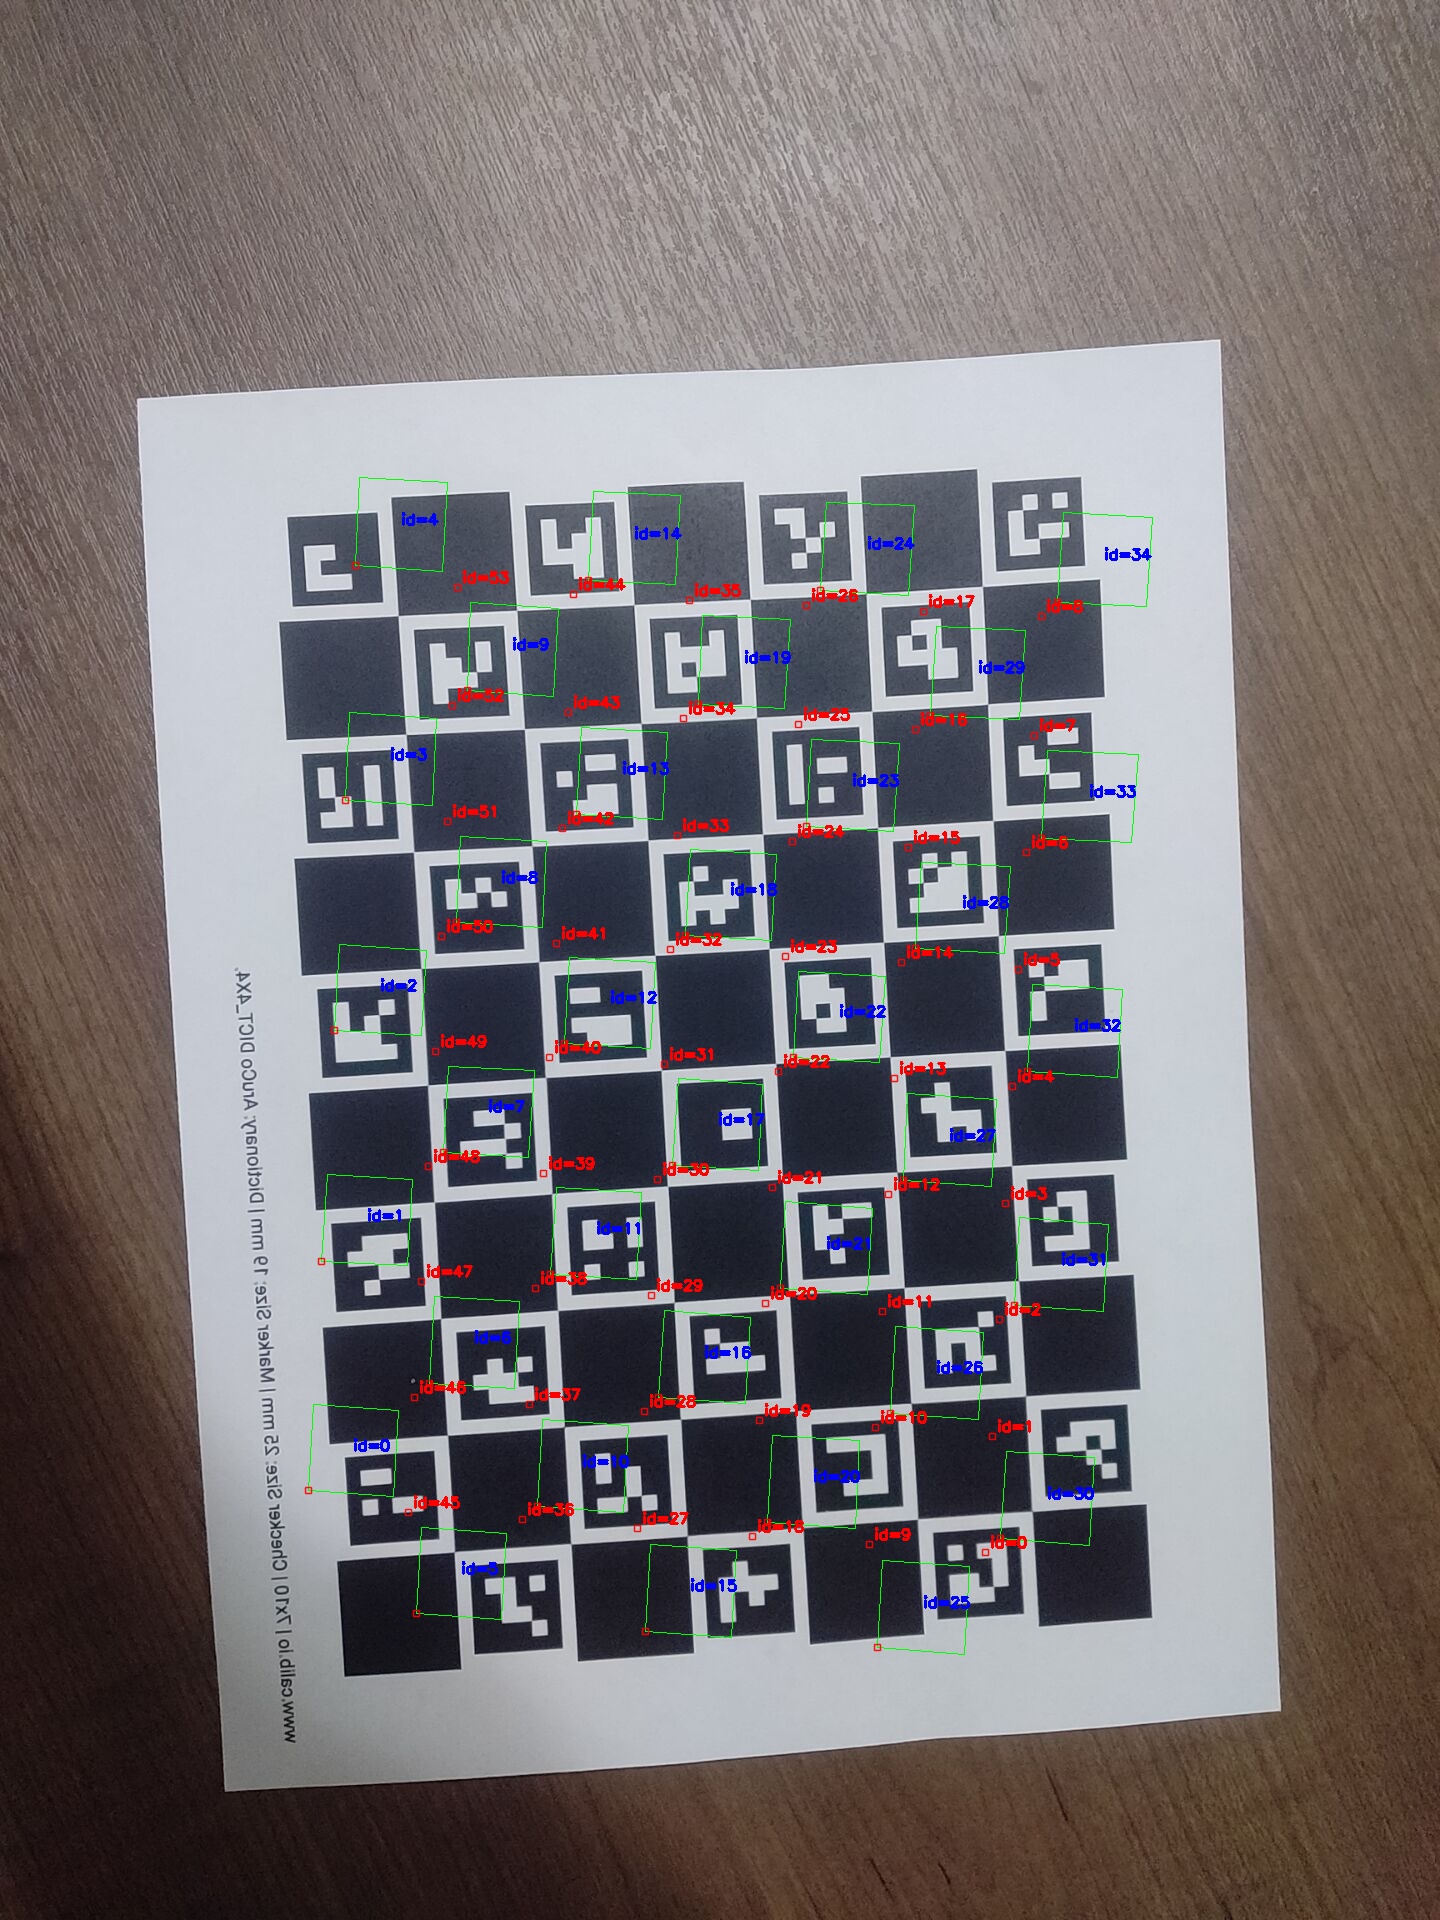 id=4
id=14
id=24
id=34
id=53
id=44
id=35
id=26
id=17
id=8
id=9
id=19
id=29
id=52
id=43
id=34
id=25
id=16
id=7
id=3
id=13
id=23
id=33
id=51
id=42
id=33
id=24
id=15
id=6
id=8
id=18
id=28
id=50
id=41
id=32
id=23
id=14
id=5
id=2
id=12
id=22
id=32
id=49
id=40
id=31
id=22
id=13
id=4
id=7
id=17
id=27
id=48
id=39
id=30
id=21
id=12
id=3
id=1
id=11
id=21
id=31
id=47
id=38
id=29
id=20
id=11
id=2
id=6
id=16
id=26
id=46
id=37
id=28
id=19
id=10
id=1
id=0
id=10
id=20
id=30
id=45
id=36
id=27
id=18
id=9
id=0
id=5
id=15
id=25
www.calib.io | 7x10 | Checker Size: 25 mm | Marker Size: 19 mm | Dictionary: ArUco DICT_4X4.